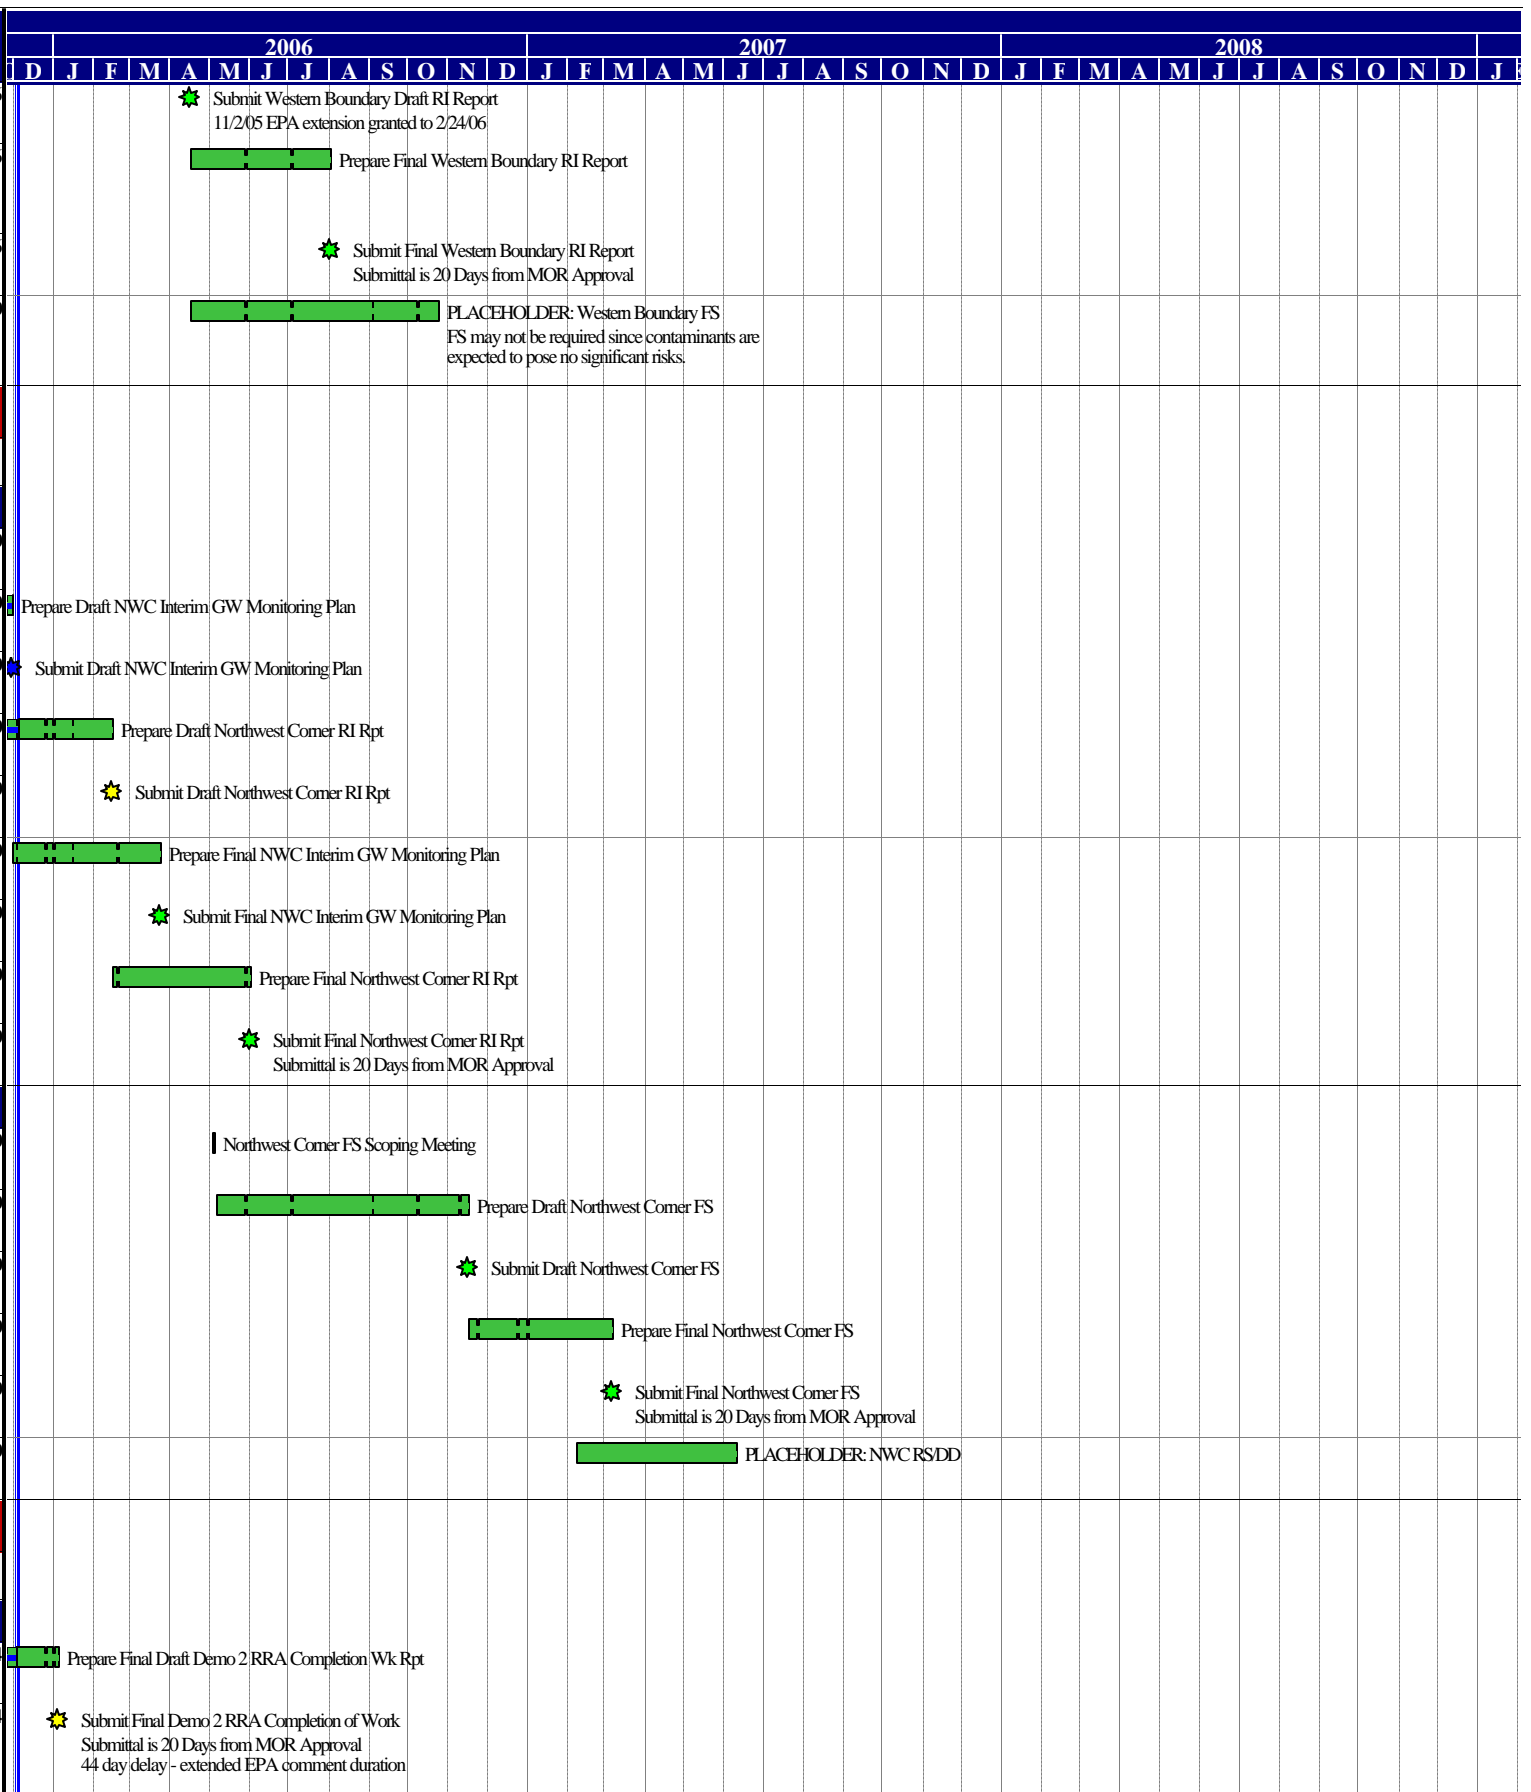 2006 2007 2008
D J F M A M J J A S O N D J F M A M J J A S O N D J F M A M J J A S O N D J
Submit Western Boundary Draft RI Report
11/2/05 EPA extension granted to 2/24/06
Prepare Final Western Boundary RI Report
Submit Final Western Boundary RI Report
Submittal is 20 Days from MOR Approval
PLACEHOLDER: Western Boundary FS
FS may not be required since contaminants are
expected to pose no significant risks.
Prepare Draft NWC Interim GW Monitoring Plan
Submit Draft NWC Interim GW Monitoring Plan
Prepare Draft Northwest Corner RI Rpt
Submit Draft Northwest Corner RI Rpt
Prepare Final NWC Interim GW Monitoring Plan
Submit Final NWC Interim GW Monitoring Plan
Prepare Final Northwest Corner RI Rpt
Submit Final Northwest Corner RI Rpt
Submittal is 20 Days from MOR Approval
Northwest Corner FS Scoping Meeting
Prepare Draft Northwest Corner FS
Submit Draft Northwest Corner FS
Prepare Final Northwest Corner FS
Submit Final Northwest Corner FS
Submittal is 20 Days from MOR Approval
PLACEHOLDER: NWC RS/DD
Prepare Final Draft Demo 2 RRA Completion Wk Rpt
Submit Final Demo 2 RRA Completion of Work
Submittal is 20 Days from MOR Approval
44 day delay - extended EPA comment duration